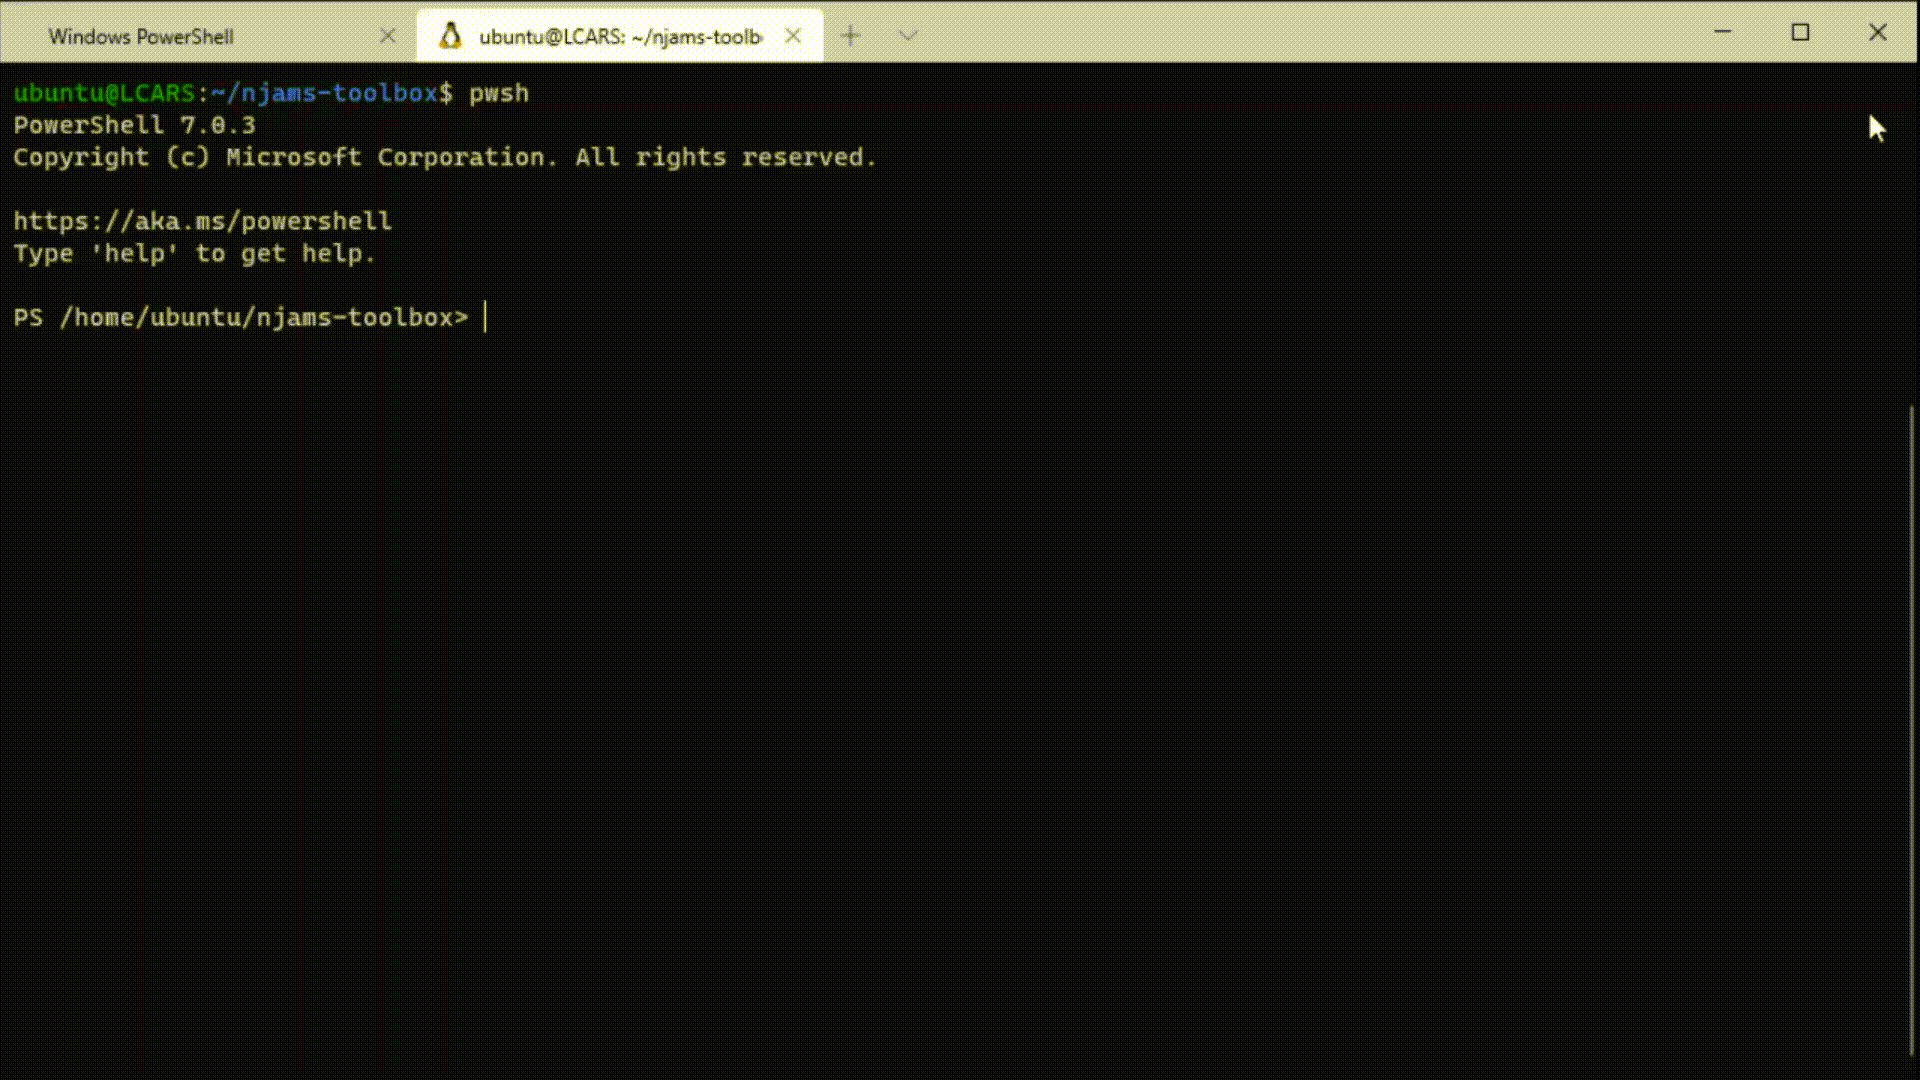 Windows PowerShell
ubuntu@LCARS: ~/njams-toolb
ubuntu@LCARS:~/njams-toolbox$ pwsh
PowerShell 7.0.3
Copyright (c) Microsoft Corporation. All rights reserved.
https://aka.ms/powershell
Type 'help' to get help.
PS /home/ubuntu/njams-toolbox>